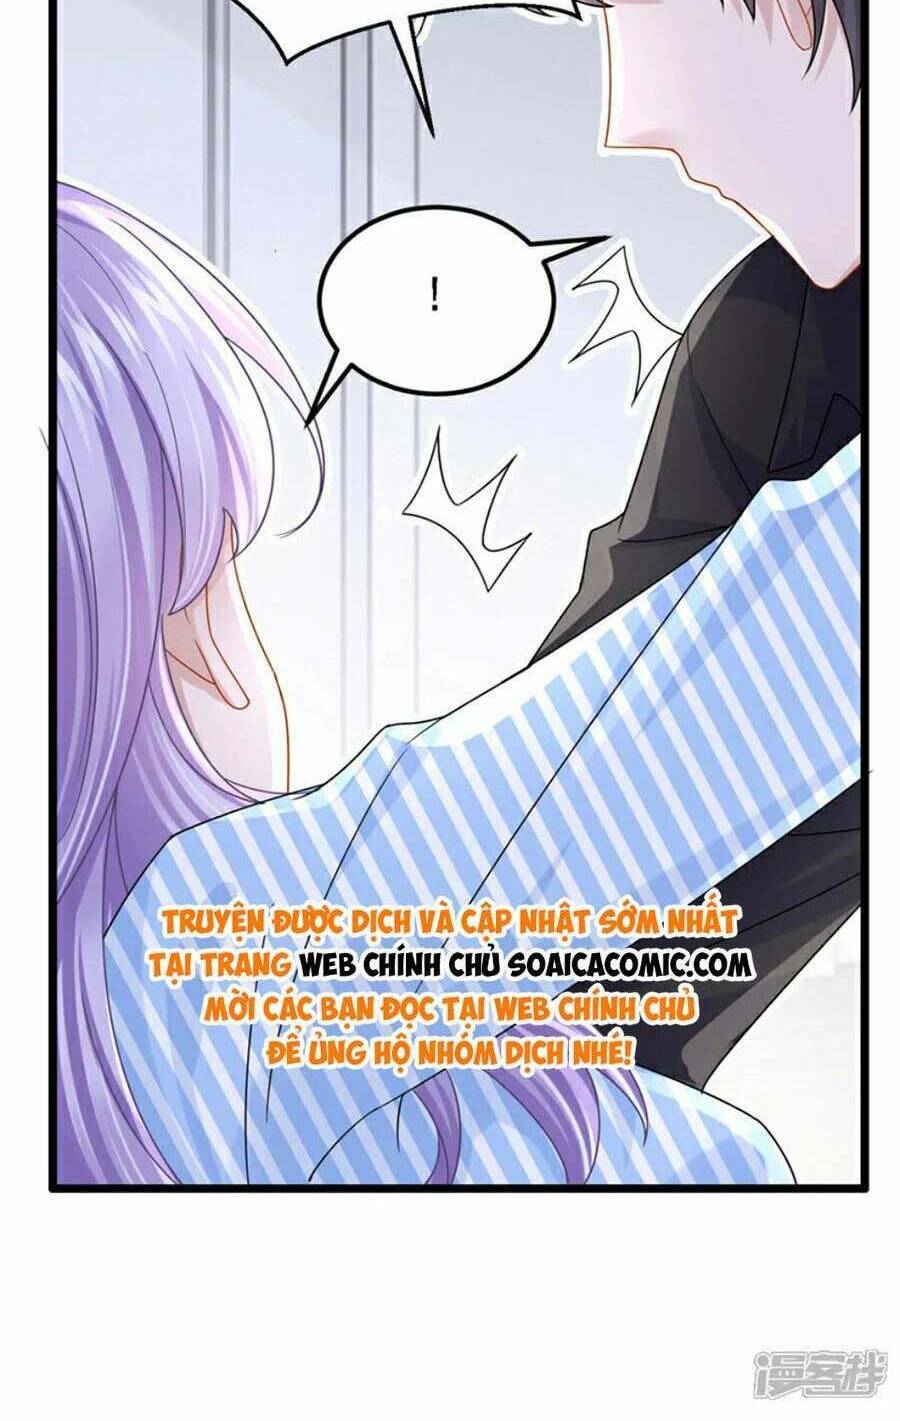 !
TRUYỆN ĐƯỢC DỊCH VÀ CẬP NHẬT SỚM NHẤT
TẠI TRANG WEB CHÍNH CHỦ SOAICACOMIC.COM
MỜI CÁC BẠN ĐỌC TẠI WEB CHÍNH CHỦ
ĐỂ ỦNG HỘ NHÓM DỊCH NHÉ!
漫客栈